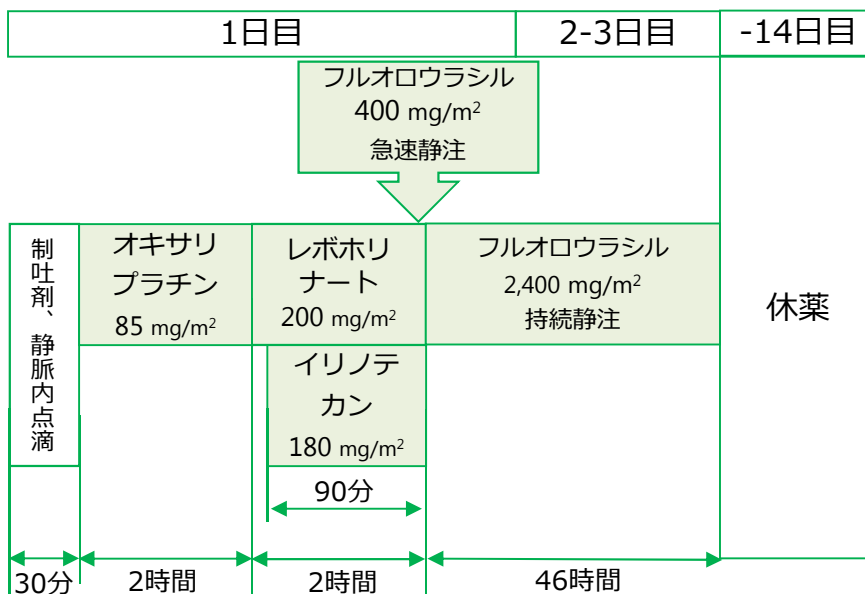 1日目
2-3日目
-14日目
フルオロウラシル
400 mg/m²
急速静注
制吐剤、静脈内点滴
オキサリ
プラチン
85 mg/m²
レボホリ
ナート
200 mg/m²
フルオロウラシル
2,400 mg/m²
持続静注
休薬
イリノテ
カン
180 mg/m²
90分
30分
2時間
2時間
46時間